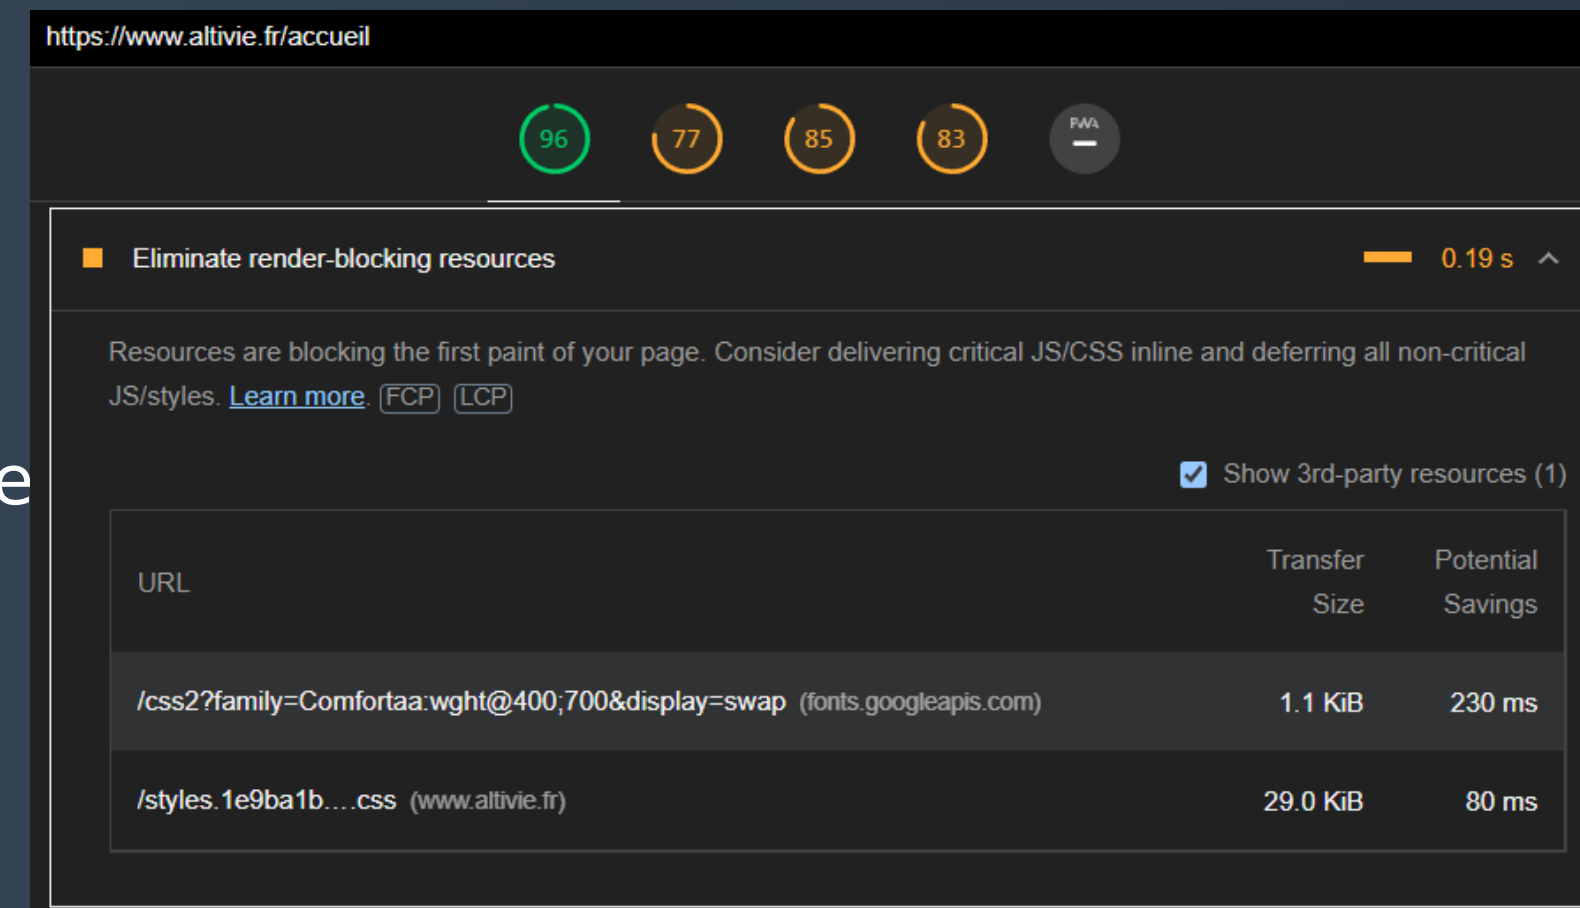 https://www.altivie.fr/accueil
96 77 85 83 PWA
Eliminate render-blocking resources 0.19 s
Resources are blocking the first paint of your page. Consider delivering critical JS/CSS inline and deferring all non-critical
JS/styles. Learn more. FCP LCP
e
Show 3rd-party resources (1)
URL Transfer Size Potential Savings
/css2?family=Comfortaa:wght@400;700&display=swap (fonts.googleapis.com) 1.1 KiB 230 ms
/styles.1e9ba1b….css (www.altivie.fr) 29.0 KiB 80 ms